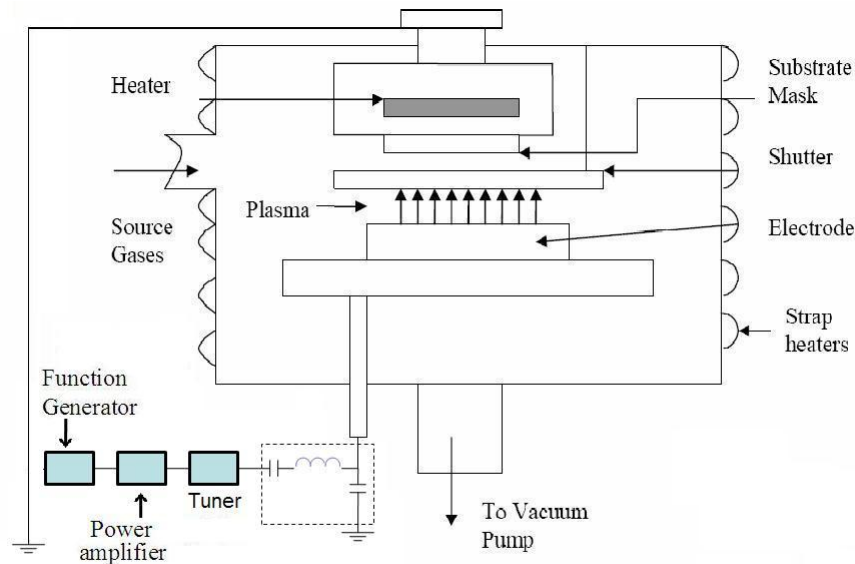 Heater
Substrate
Mask
Shutter
Plasma
Source
Gases
Electrode
Strap
heaters
Function
Generator
Tuner
Power
amplifier
To Vacuum
Pump